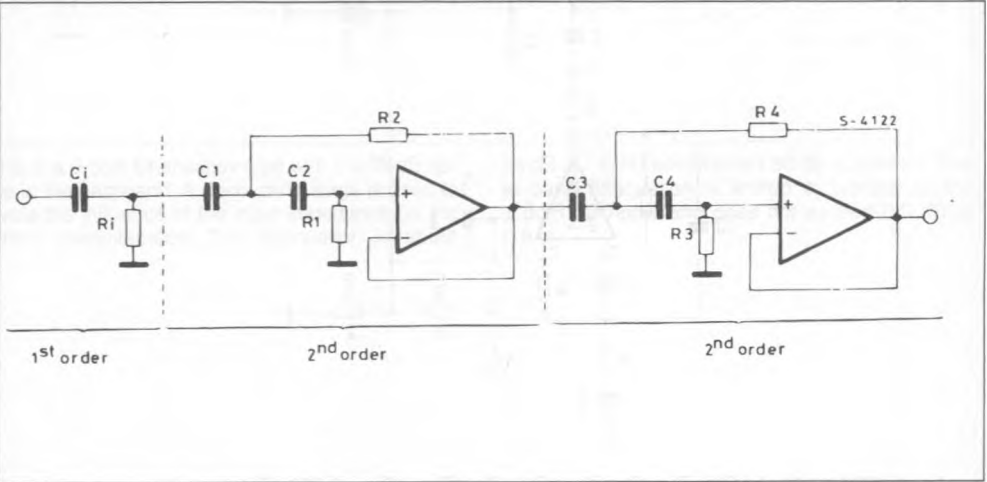 R2
R4
S-4122
Ci
C1
C2
C3
C4
Ri
R1
R3
+
−
+
−
1st order
2nd order
2nd order